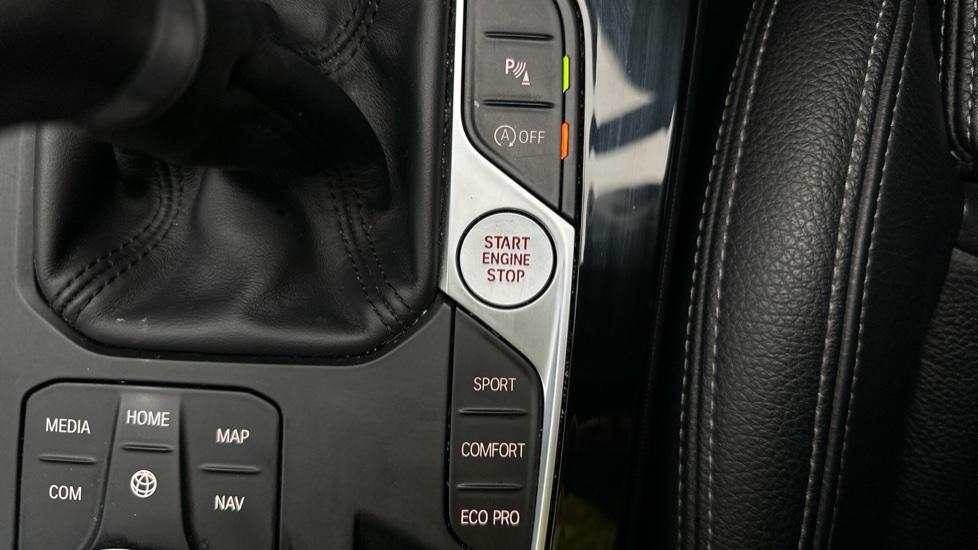 P
A OFF
START
ENGINE
STOP
SPORT
COMFORT
ECO PRO
MEDIA
HOME
MAP
COM
NAV